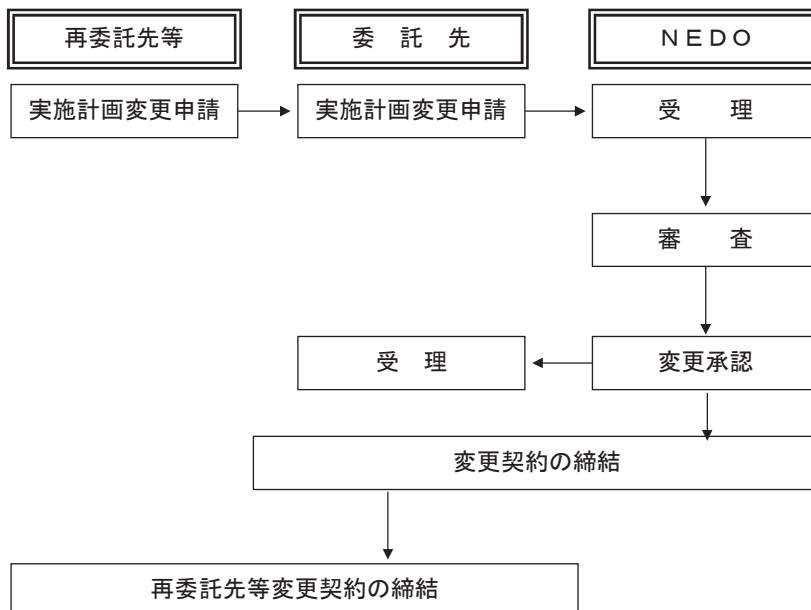 再委託先等
委 託 先
NEDO
実施計画変更申請
実施計画変更申請
受 理
審 査
受 理
変更承認
変更契約の締結
再委託先等変更契約の締結